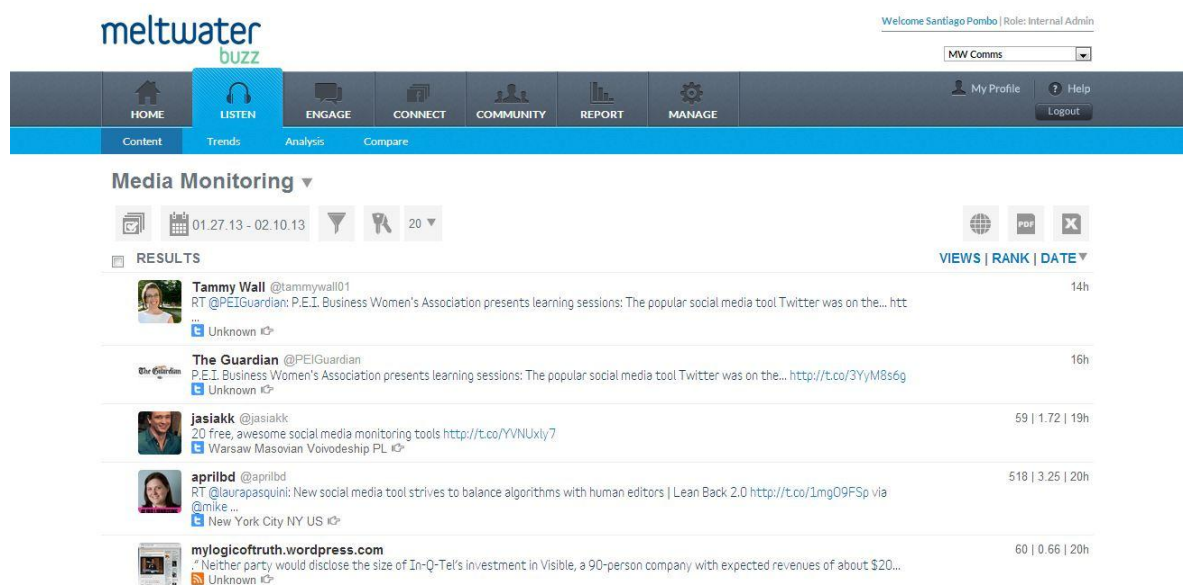 meltwater
buzz
Welcome Santiago Pombo | Role: Internal Admin
MW Comms
HOME
LISTEN
ENGAGE
CONNECT
COMMUNITY
REPORT
MANAGE
My Profile
? Help
Logout
Content
Trends
Analysis
Compare
Media Monitoring
01.27.13 - 02.10.13
20
PDF
X
RESULTS
VIEWS | RANK | DATE
Tammy Wall @tammywall01
14h
RT @PEIGuardian: P.E.I. Business Women's Association presents learning sessions: The popular social media tool Twitter was on the... htt
...
Unknown
The Guardian
The Guardian @PEIGuardian
16h
P.E.I. Business Women's Association presents learning sessions: The popular social media tool Twitter was on the... http://t.co/3YyM8s6g
Unknown
jasiakk @jasiakk
59 | 1.72 | 19h
20 free, awesome social media monitoring tools http://t.co/YVNUxly7
Warsaw Masovian Voivodeship PL
aprilbd @aprilbd
518 | 3.25 | 20h
RT @laurapasquini: New social media tool strives to balance algorithms with human editors | Lean Back 2.0 http://t.co/1mgO9FSp via
@mike ...
New York City NY US
mylogicoftruth.wordpress.com
60 | 0.66 | 20h
." Neither party would disclose the size of In-Q-Tel's investment in Visible, a 90-person company with expected revenues of about $20...
Unknown